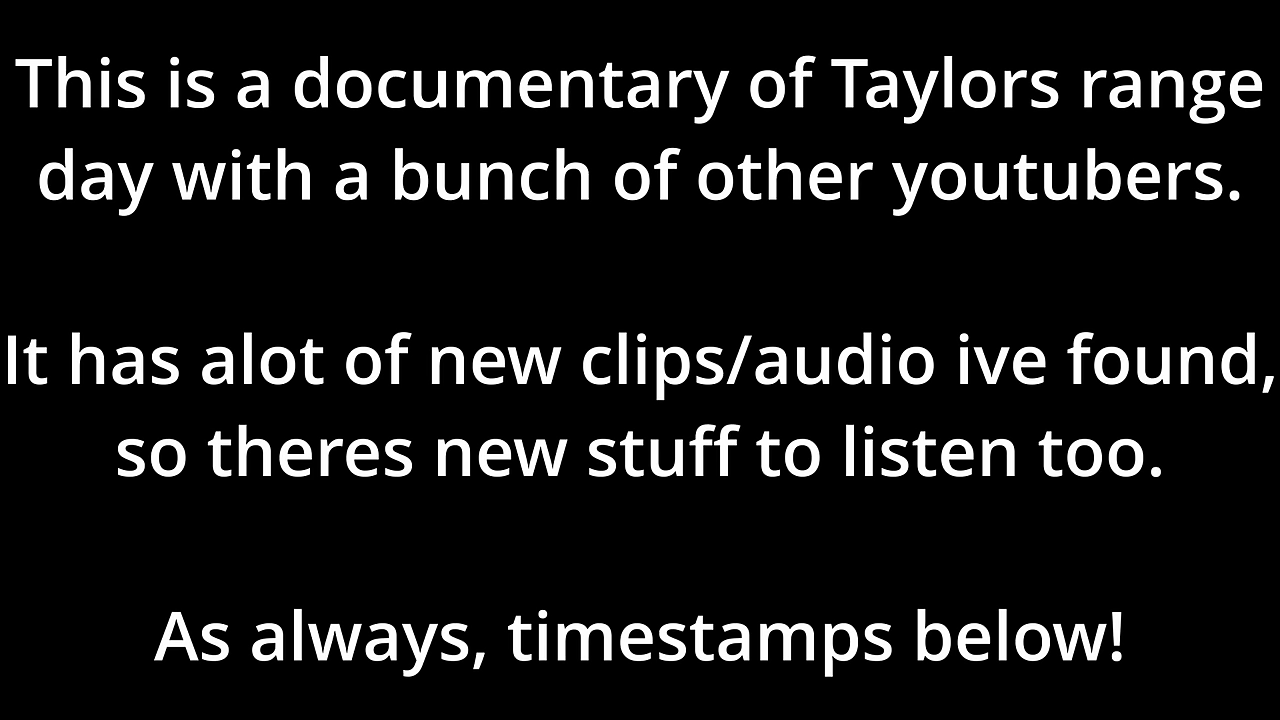 This is a documentary of Taylors range
day with a bunch of other youtubers.
It has alot of new clips/audio ive found,
so theres new stuff to listen too.
As always, timestamps below!